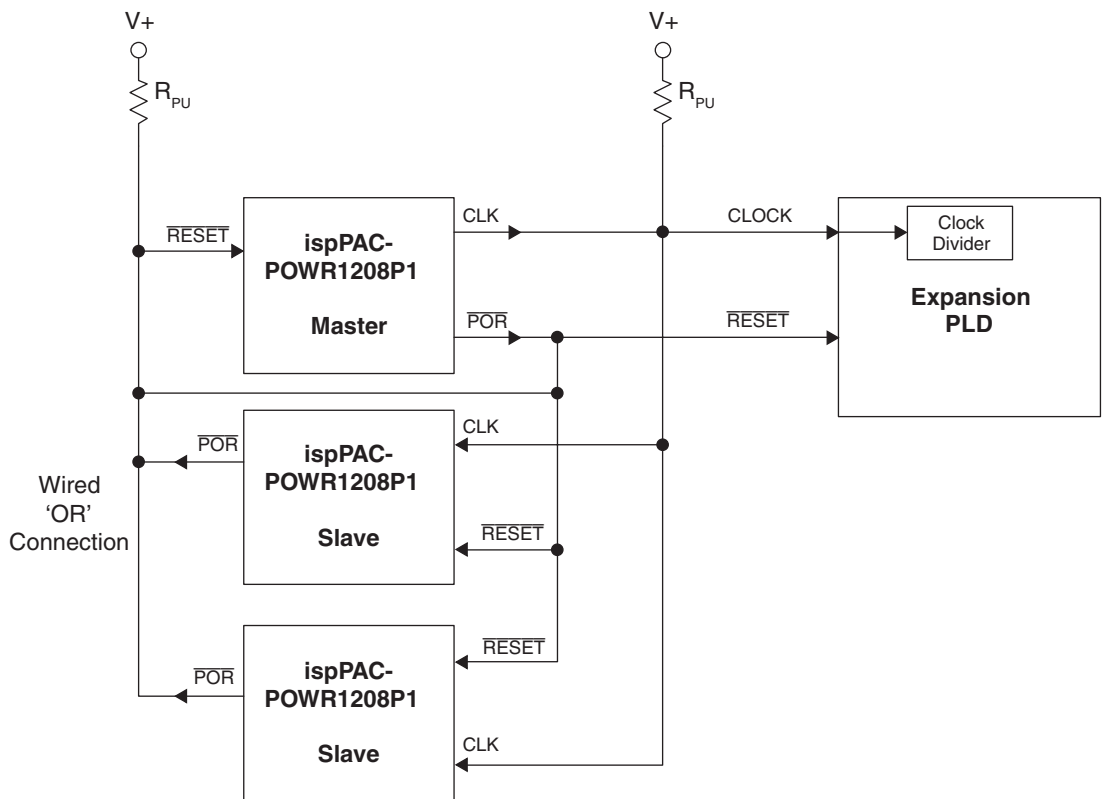 V+
V+
R_PU
R_PU
CLK
CLOCK
Clock
Divider
RESET
ispPAC-
POWR1208P1
Master
Expansion
PLD
POR
RESET
CLK
POR
ispPAC-
POWR1208P1
Slave
Wired
‘OR’
Connection
RESET
RESET
ispPAC-
POWR1208P1
Slave
POR
CLK